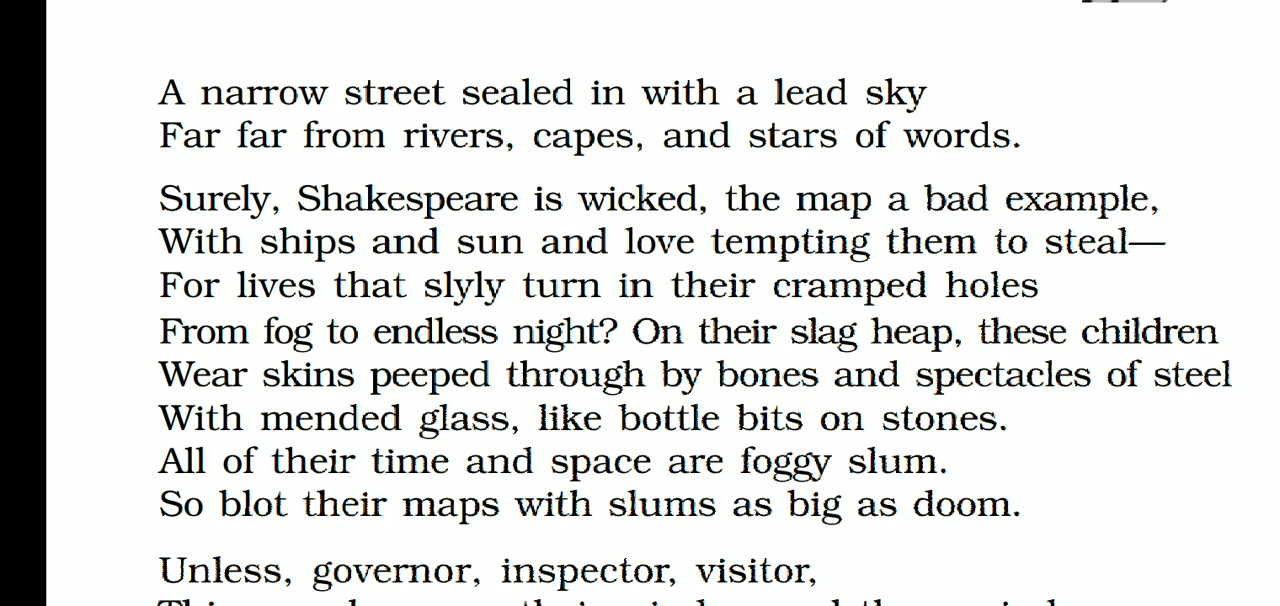 A narrow street sealed in with a lead sky
Far far from rivers, capes, and stars of words.
Surely, Shakespeare is wicked, the map a bad example,
With ships and sun and love tempting them to steal—
For lives that slyly turn in their cramped holes
From fog to endless night? On their slag heap, these children
Wear skins peeped through by bones and spectacles of steel
With mended glass, like bottle bits on stones.
All of their time and space are foggy slum.
So blot their maps with slums as big as doom.
Unless, governor, inspector, visitor,